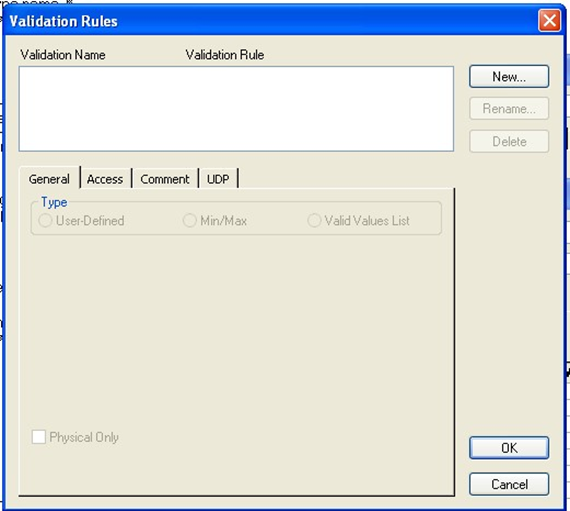 Validation Rules
Validation Name Validation Rule
New...
Rename...
Delete
General Access Comment UDP
Type
User-Defined Min/Max Valid Values List
Physical Only
OK
Cancel